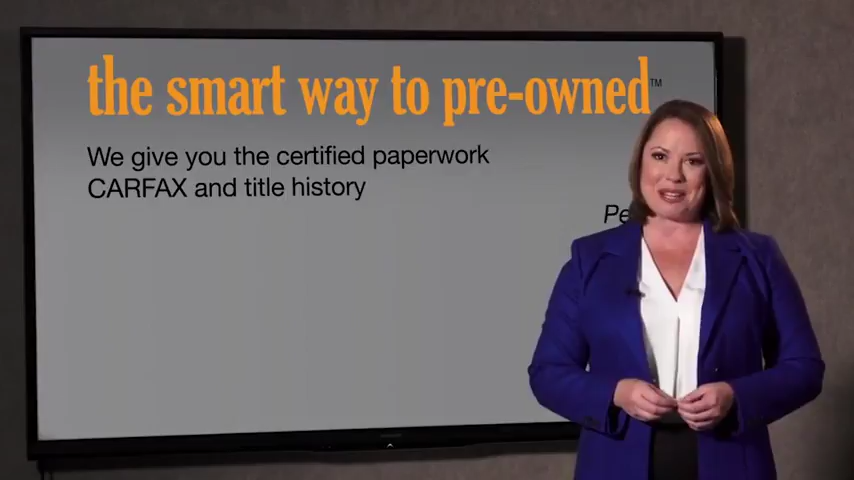 the smart way to pre-owned™
We give you the certified paperwork
CARFAX and title history